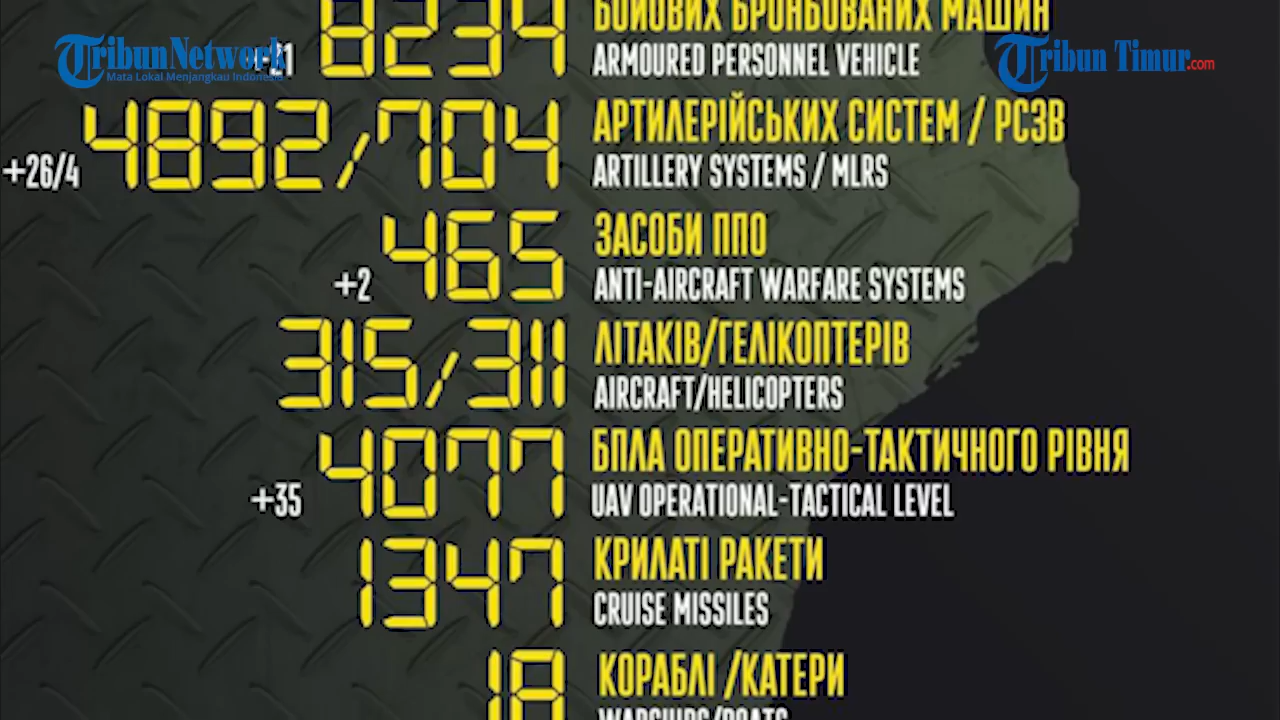 TribunNetwork
Mata Lokal Menjangkau Indonesia
Tribun Timur.com
+21 8234 БОЙОВИХ БРОНЬОВАНИХ МАШИН
ARMOURED PERSONNEL VEHICLE
+26/4 4892/704 АРТИЛЕРІЙСЬКИХ СИСТЕМ / РСЗВ
ARTILLERY SYSTEMS / MLRS
+2 465 ЗАСОБИ ППО
ANTI-AIRCRAFT WARFARE SYSTEMS
315/311 ЛІТАКІВ/ГЕЛІКОПТЕРІВ
AIRCRAFT/HELICOPTERS
+35 4077 БПЛА ОПЕРАТИВНО-ТАКТИЧНОГО РІВНЯ
UAV OPERATIONAL-TACTICAL LEVEL
1347 КРИЛАТІ РАКЕТИ
CRUISE MISSILES
18 КОРАБЛІ /КАТЕРИ
WARSHIPS/BOATS